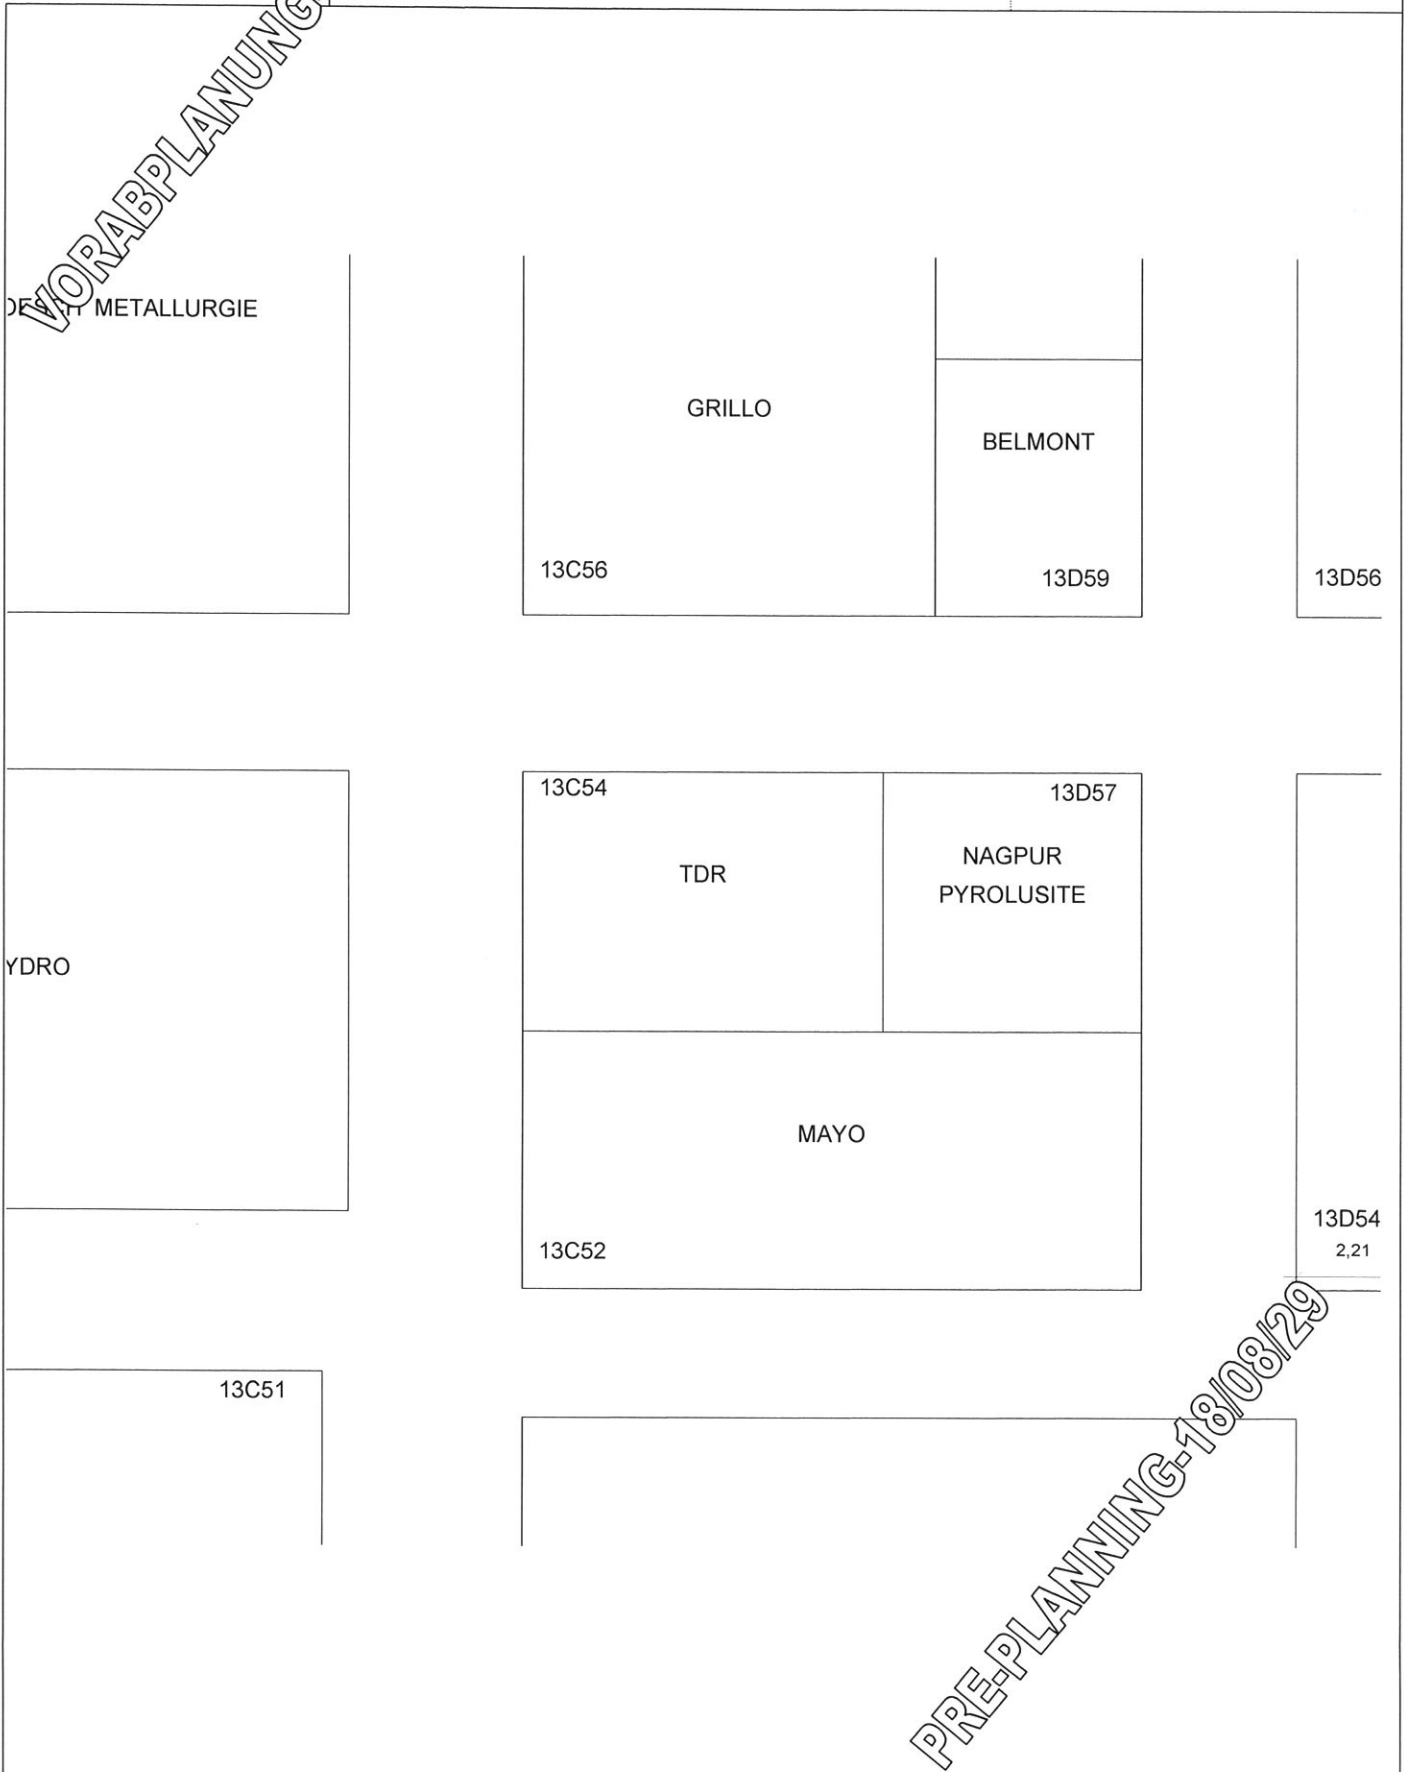 VORABPLANUNG-
METALLURGIE
GRILLO
BELMONT
13C56
13D59
13D56
13C54
13D57
TDR
NAGPUR
PYROLUSITE
YDRO
MAYO
13D54
2,21
13C52
13C51
PRE-PLANNING-18/08/29